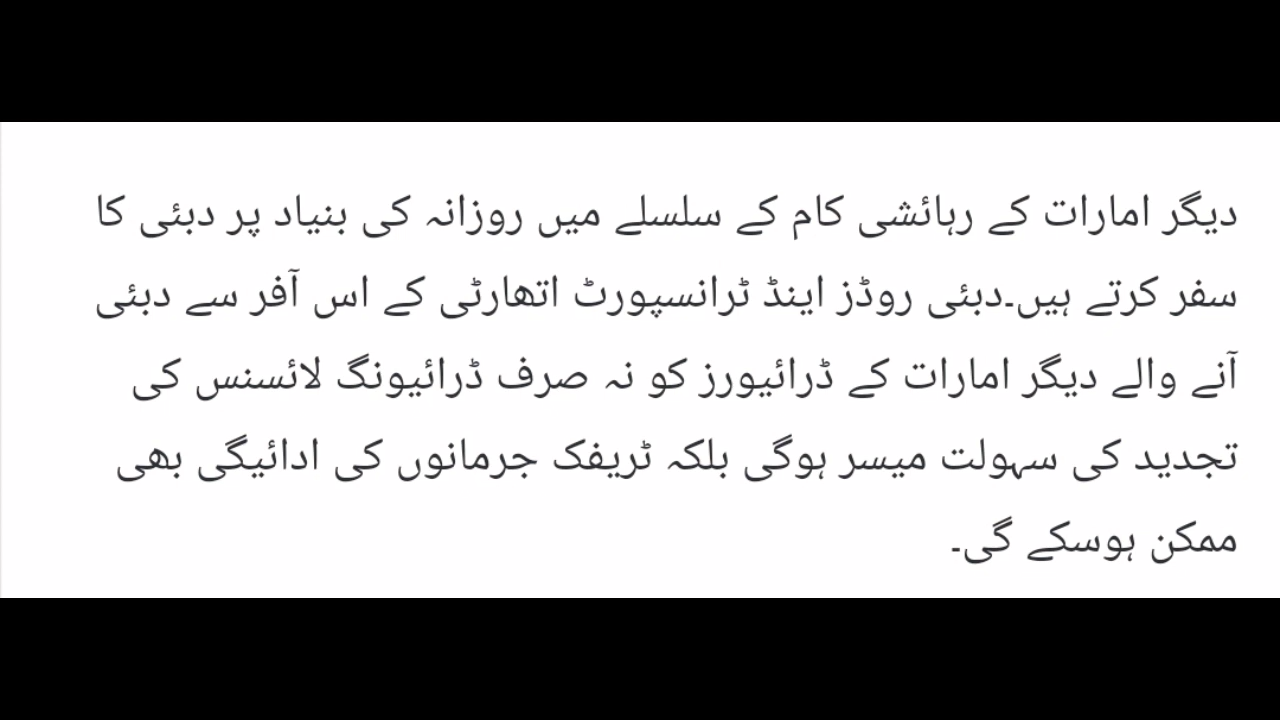 دیگر امارات کے رہائشی کام کے سلسلے میں روزانہ کی بنیاد پر دبئی کا
سفر کرتے ہیں۔دبئی روڈز اینڈ ٹرانسپورٹ اتھارٹی کے اس آفر سے دبئی
آنے والے دیگر امارات کے ڈرائیورز کو نہ صرف ڈرائیونگ لائسنس کی
تجدید کی سہولت میسر ہوگی بلکہ ٹریفک جرمانوں کی ادائیگی بھی
ممکن ہوسکے گی۔